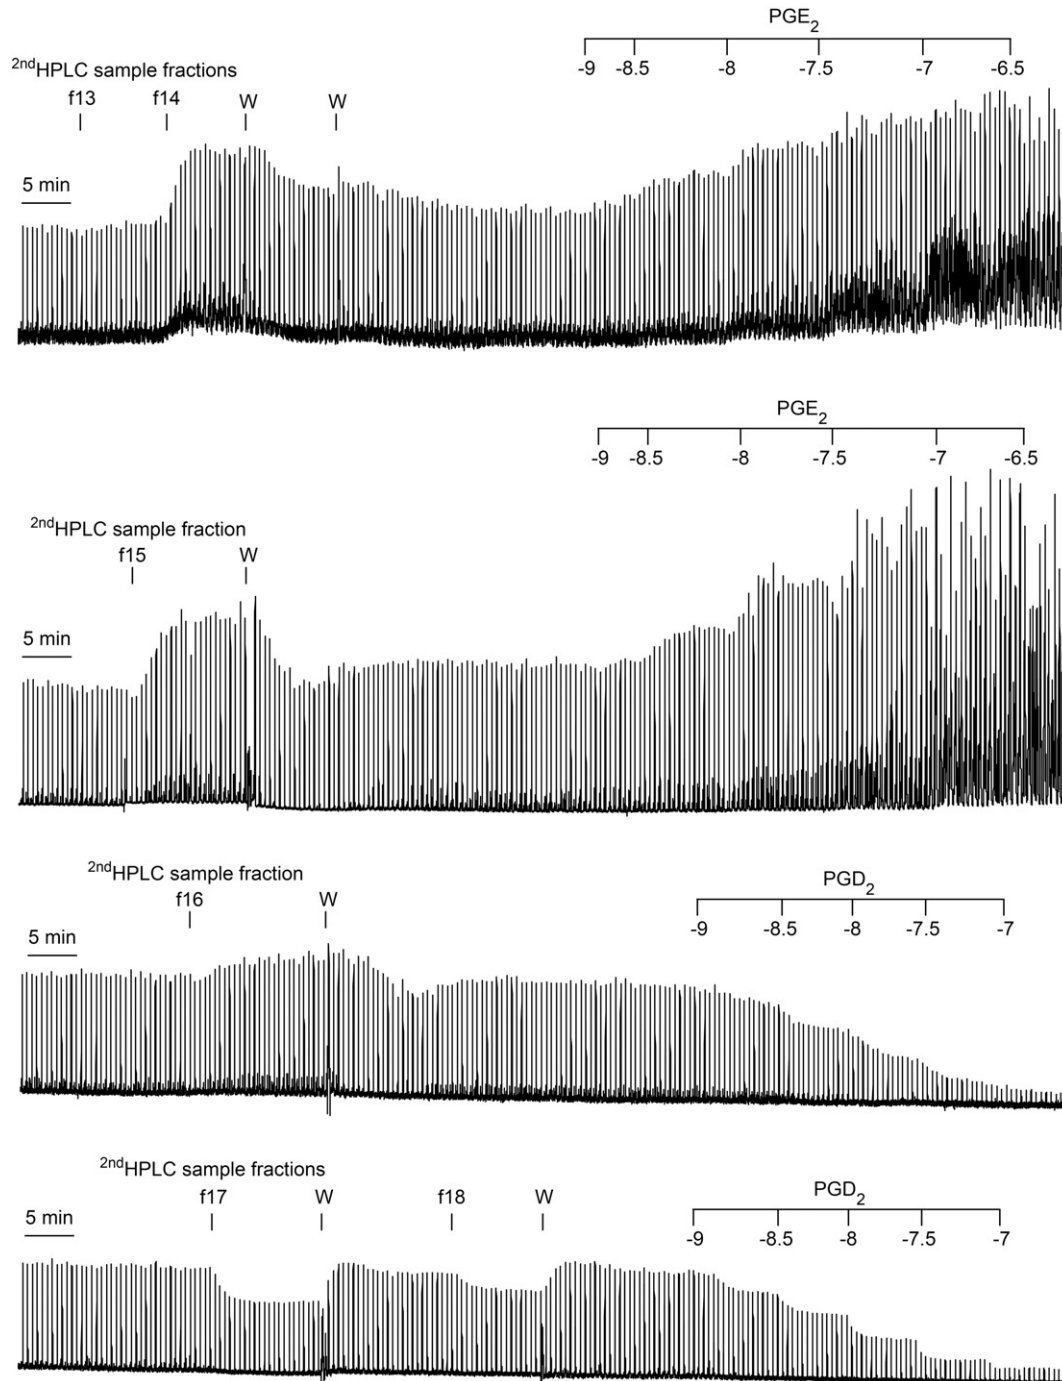 PGE2
-9 -8.5 -8 -7.5 -7 -6.5
2ndHPLC sample fractions
f13 f14 W W
5 min
PGE2
-9 -8.5 -8 -7.5 -7 -6.5
2ndHPLC sample fraction
f15 W
5 min
2ndHPLC sample fraction
f16 W
PGD2
-9 -8.5 -8 -7.5 -7
5 min
2ndHPLC sample fractions
f17 W f18 W
PGD2
-9 -8.5 -8 -7.5 -7
5 min